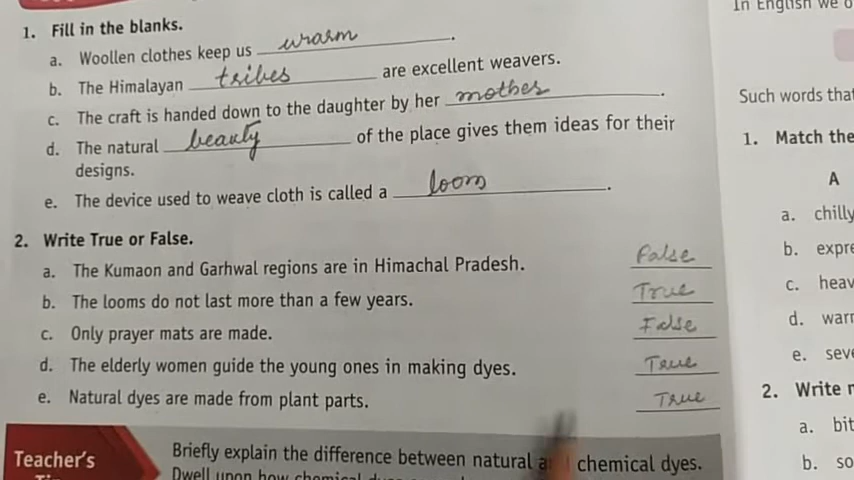 In English we
1. Fill in the blanks.
a. Woollen clothes keep us warm.
b. The Himalayan tribes are excellent weavers.
c. The craft is handed down to the daughter by her mother.
Such words that
d. The natural beauty of the place gives them ideas for their
designs.
1. Match the
e. The device used to weave cloth is called a loom.
A
a. chilly
2. Write True or False.
b. expre
a. The Kumaon and Garhwal regions are in Himachal Pradesh. False
c. heav
b. The looms do not last more than a few years. True
d. warr
c. Only prayer mats are made. False
e. seve
d. The elderly women guide the young ones in making dyes. True
2. Write
e. Natural dyes are made from plant parts. True
a. bit
Teacher's
Briefly explain the difference between natural chemical dyes.
b. so
Dwell upon how